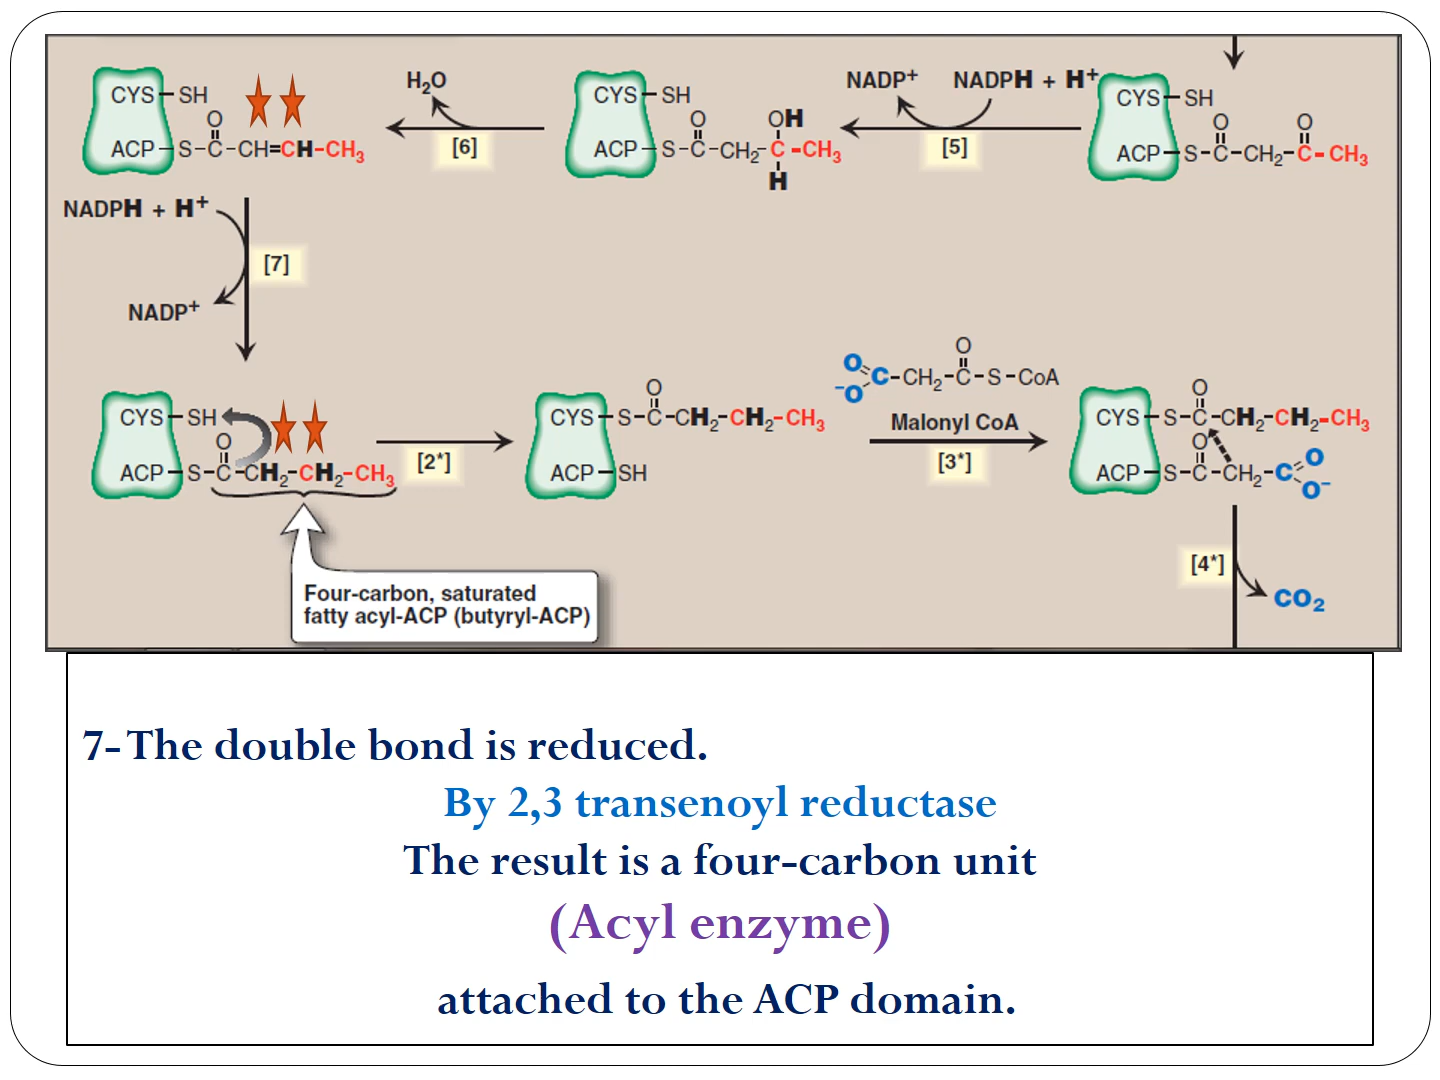 H₂O
NADP⁺ NADPH + H⁺
CYS SH
O
ACP S-C-CH=CH-CH₃
[6]
CYS SH
O OH
ACP S-C-CH₂-C-CH₃
H
[5]
CYS SH
O O
ACP S-C-CH₂-C-CH₃
NADPH + H⁺
[7]
NADP⁺
CYS SH
O
ACP S-C-CH₂-CH₂-CH₃
[2*]
O
CYS S-C-CH₂-CH₂-CH₃
ACP SH
O O
⁻O C-CH₂-C-S-CoA
Malonyl CoA
[3*]
O
CYS S-C-CH₂-CH₂-CH₃
O O
ACP S-C-CH₂-C
O⁻
[4*]
CO₂
Four-carbon, saturated
fatty acyl-ACP (butyryl-ACP)
7- The double bond is reduced.
By 2,3 transenoyl reductase
The result is a four-carbon unit
(Acyl enzyme)
attached to the ACP domain.